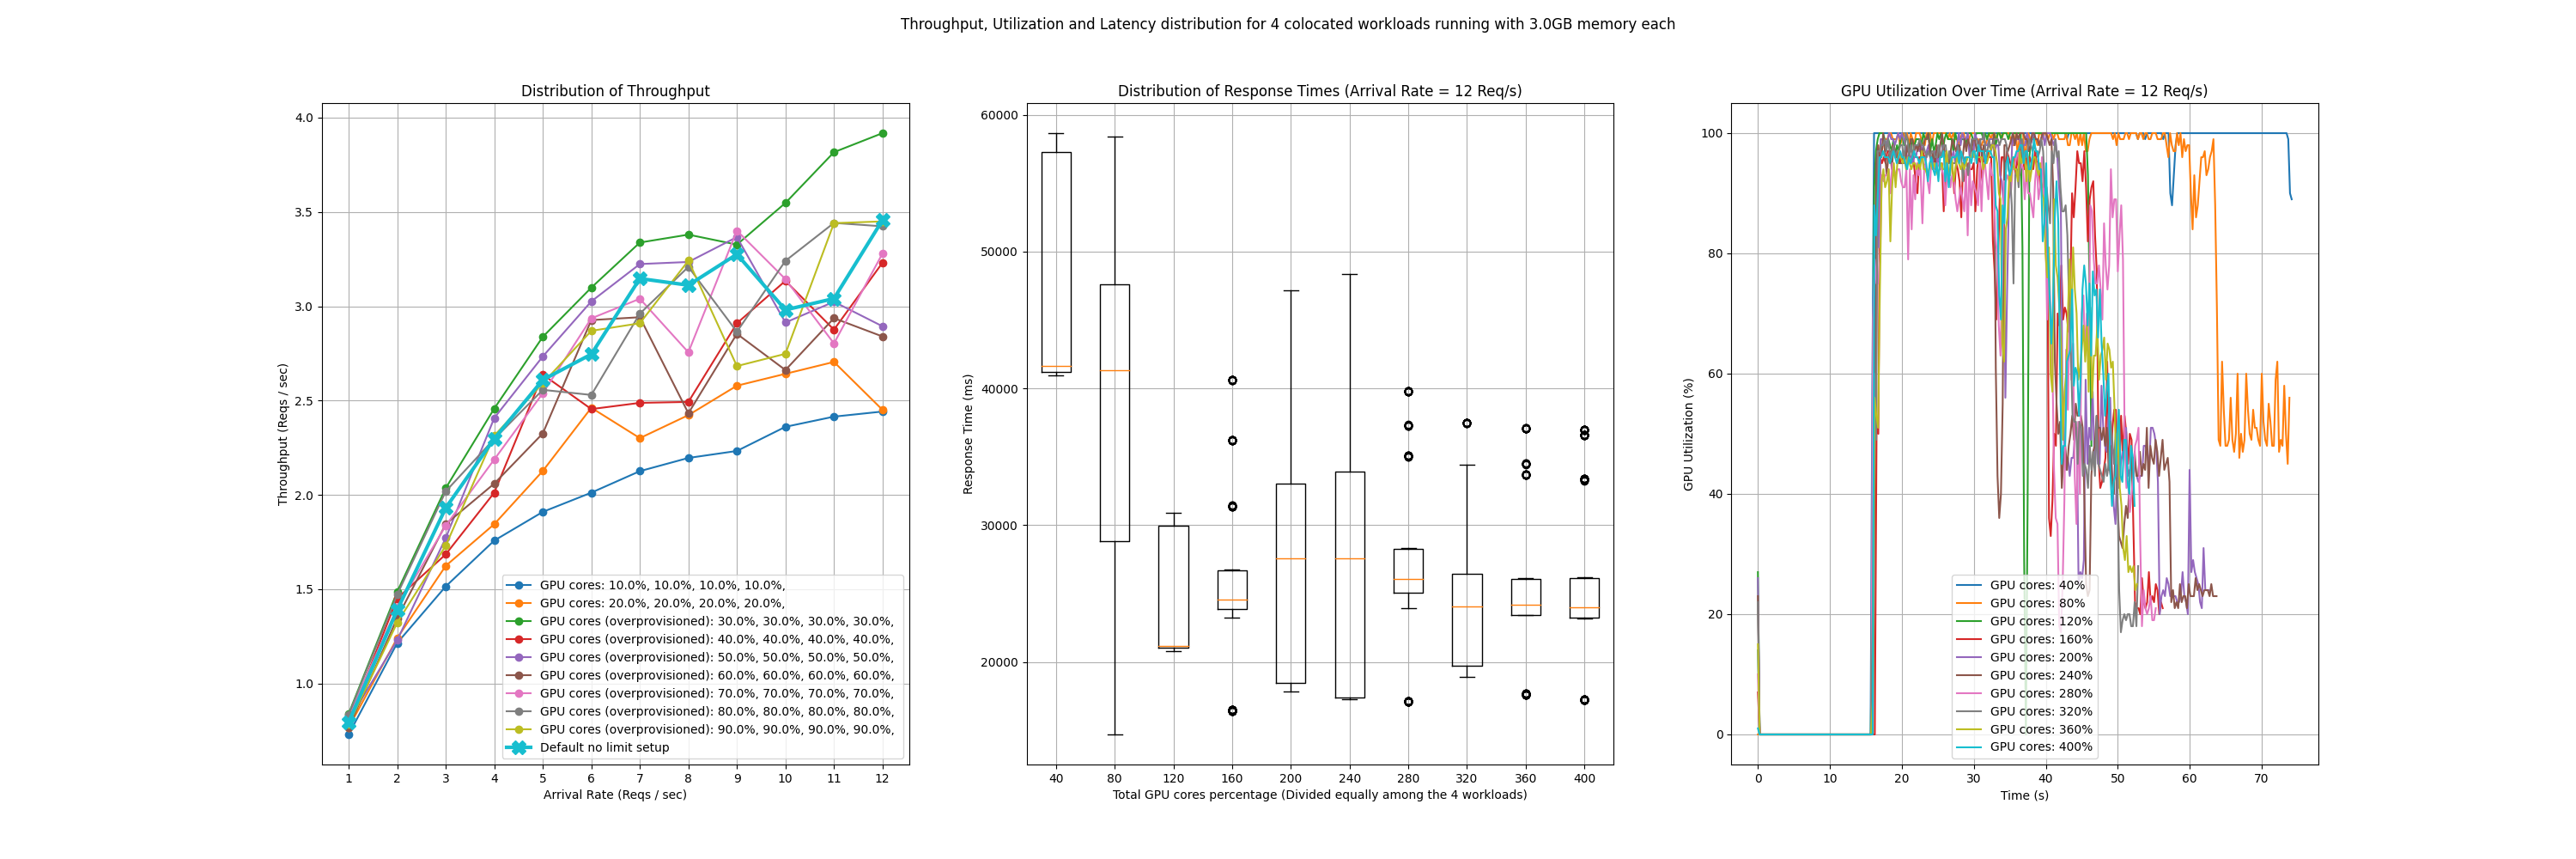 Throughput, Utilization and Latency distribution for 4 colocated workloads running with 3.0GB memory each
Distribution of Throughput
4.0
3.5
3.0
2.5
2.0
1.5
1.0
Throughput (Reqs / sec)
1 2 3 4 5 6 7 8 9 10 11 12
Arrival Rate (Reqs / sec)
GPU cores: 10.0%, 10.0%, 10.0%, 10.0%,
GPU cores: 20.0%, 20.0%, 20.0%, 20.0%,
GPU cores (overprovisioned): 30.0%, 30.0%, 30.0%, 30.0%,
GPU cores (overprovisioned): 40.0%, 40.0%, 40.0%, 40.0%,
GPU cores (overprovisioned): 50.0%, 50.0%, 50.0%, 50.0%,
GPU cores (overprovisioned): 60.0%, 60.0%, 60.0%, 60.0%,
GPU cores (overprovisioned): 70.0%, 70.0%, 70.0%, 70.0%,
GPU cores (overprovisioned): 80.0%, 80.0%, 80.0%, 80.0%,
GPU cores (overprovisioned): 90.0%, 90.0%, 90.0%, 90.0%,
Default no limit setup
Distribution of Response Times (Arrival Rate = 12 Req/s)
60000
50000
40000
30000
20000
Response Time (ms)
40 80 120 160 200 240 280 320 360 400
Total GPU cores percentage (Divided equally among the 4 workloads)
GPU Utilization Over Time (Arrival Rate = 12 Req/s)
100
80
60
40
20
0
GPU Utilization (%)
0 10 20 30 40 50 60 70
Time (s)
GPU cores: 40%
GPU cores: 80%
GPU cores: 120%
GPU cores: 160%
GPU cores: 200%
GPU cores: 240%
GPU cores: 280%
GPU cores: 320%
GPU cores: 360%
GPU cores: 400%